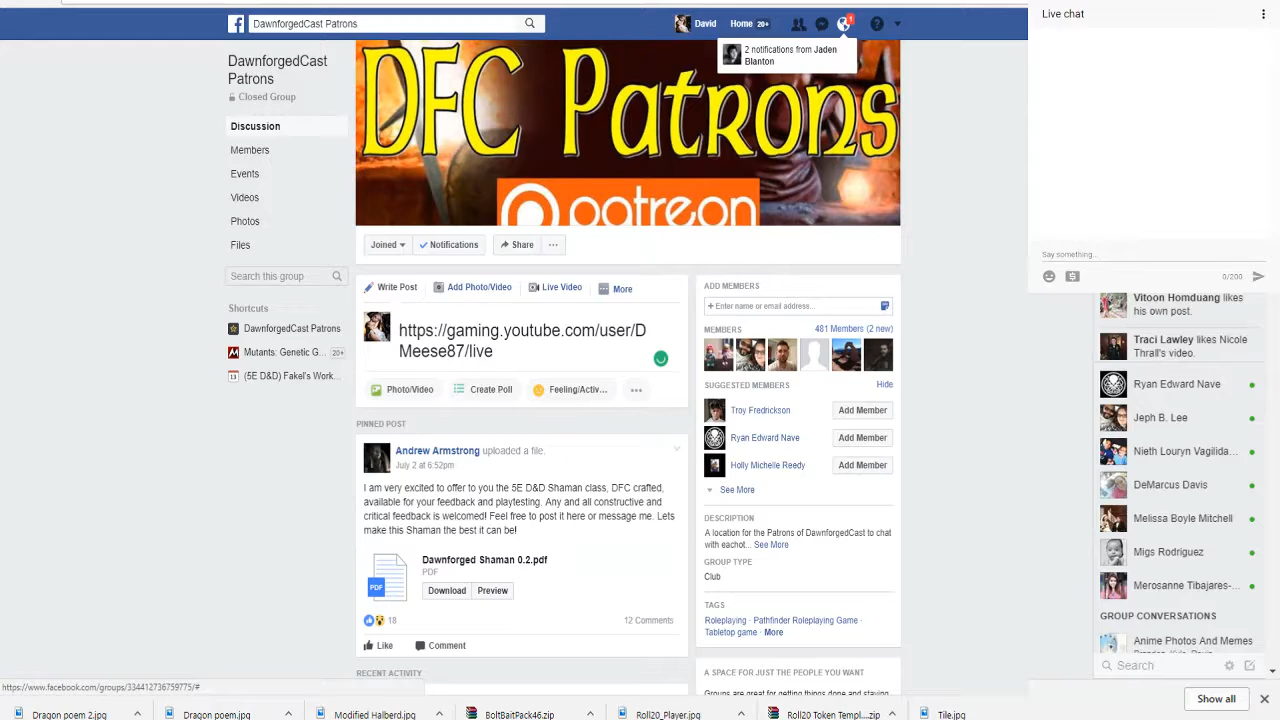 DawnforgedCast Patrons
David
Home 20+
1
Live chat
2 notifications from Jaden
Blanton
DawnforgedCast
Patrons
Closed Group
DFC Patrons
patreon
Discussion
Members
Events
Videos
Photos
Files
Search this group
Shortcuts
DawnforgedCast Patrons
Mutants: Genetic G... 20+
(5E D&D) Fakel's Work...
Joined
Notifications
Share
Write Post
Add Photo/Video
Live Video
More
https://gaming.youtube.com/user/D
Meese87/live
Photo/Video
Create Poll
Feeling/Activ...
PINNED POST
Andrew Armstrong uploaded a file.
July 2 at 6:52pm
I am very excited to offer to you the 5E D&D Shaman class, DFC crafted,
available for your feedback and playtesting. Any and all constructive and
critical feedback is welcomed! Feel free to post it here or message me. Lets
make this Shaman the best it can be!
Dawnforged Shaman 0.2.pdf
PDF
PDF
Download
Preview
18
12 Comments
Like
Comment
RECENT ACTIVITY
ADD MEMBERS
+ Enter name or email address...
MEMBERS
481 Members (2 new)
SUGGESTED MEMBERS
Hide
Troy Fredrickson
Add Member
Ryan Edward Nave
Add Member
Holly Michelle Reedy
Add Member
See More
DESCRIPTION
A location for the Patrons of DawnforgedCast to chat
with eachot... See More
GROUP TYPE
Club
TAGS
Roleplaying · Pathfinder Roleplaying Game ·
Tabletop game · More
A SPACE FOR JUST THE PEOPLE YOU WANT
Groups are great for getting things done and staying
Say something...
0/200
Vitoon Homduang likes
his own post.
Traci Lawley likes Nicole
Thrall's video.
Ryan Edward Nave
Jeph B. Lee
Nieth Louryn Vagilida...
DeMarcus Davis
Melissa Boyle Mitchell
Migs Rodriguez
Merosanne Tibajares-...
GROUP CONVERSATIONS
Anime Photos And Memes
Search
https://www.facebook.com/groups/334412736759775/#
Dragon poem 2.jpg
Dragon poem.jpg
Morderd Modified.jpg
WolfPack46.zip
Roll20_Player.jpg
Roll20 Token Templ....zip
Tile.jpg
Show all